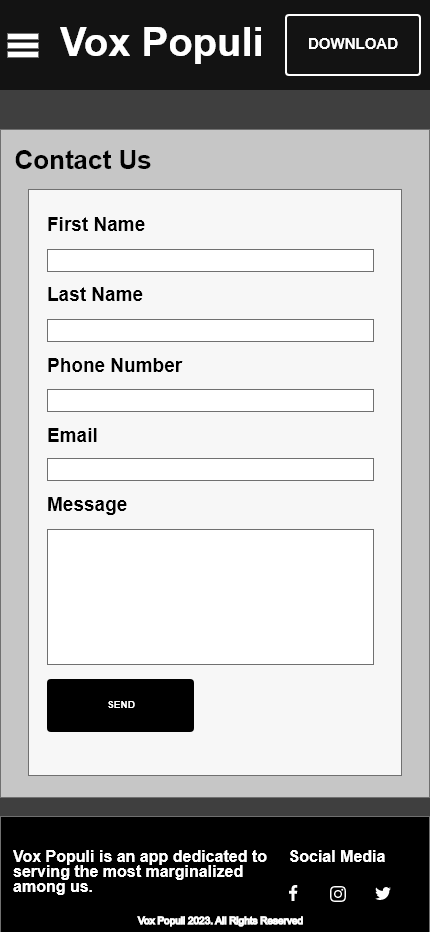 Vox Populi
DOWNLOAD
Contact Us
First Name
Last Name
Phone Number
Email
Message
SEND
Vox Populi is an app dedicated to
serving the most marginalized
among us.
Social Media
Vox Populi 2023. All Rights Reserved